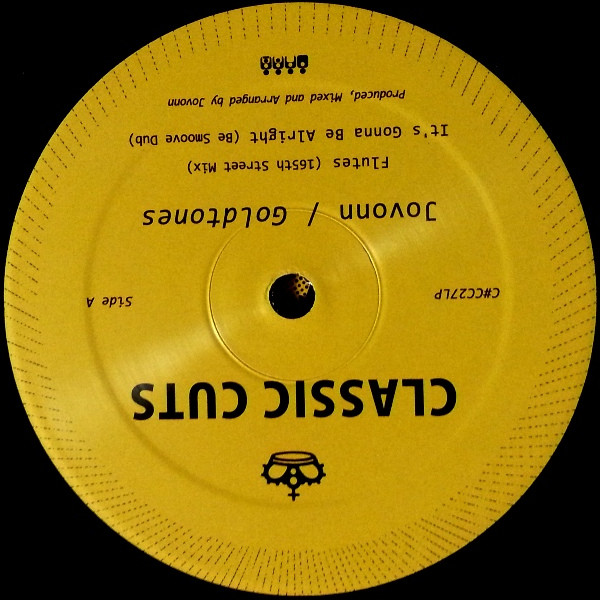 CLASSIC CUTS
C#CC27LP
Side A
Jovonn / Goldtones
Flutes (165th Street Mix)
It's Gonna Be Alright (Be Smoove Dub)
Produced, Mixed and Arranged by Jovonn